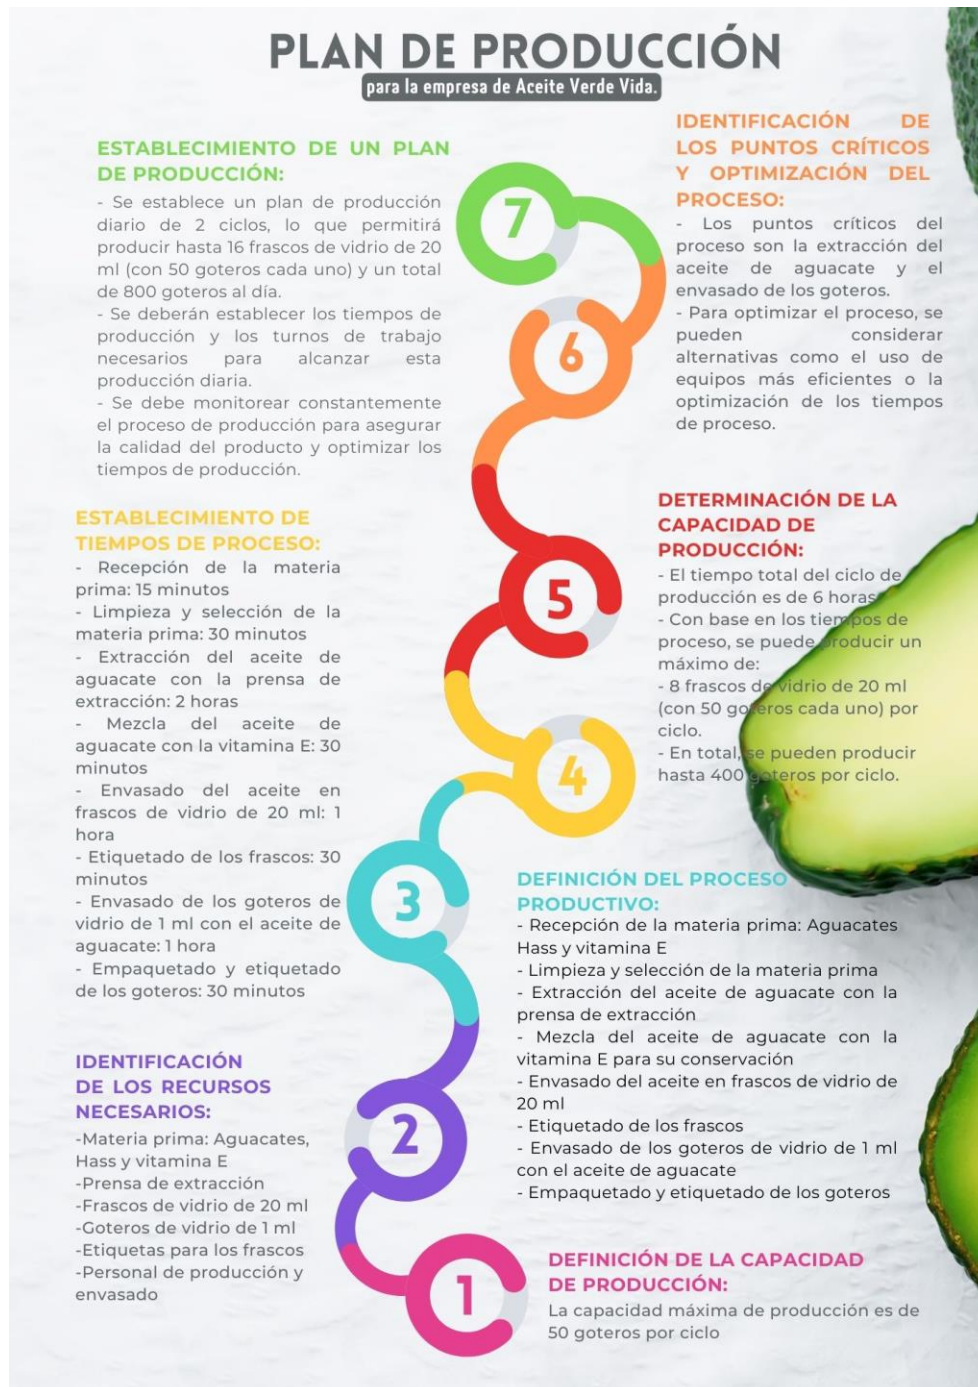 PLAN DE PRODUCCIÓN
para la empresa de Aceite Verde Vida.
ESTABLECIMIENTO DE UN PLAN
DE PRODUCCIÓN:
- Se establece un plan de producción
diario de 2 ciclos, lo que permitirá
producir hasta 16 frascos de vidrio de 20
ml (con 50 goteros cada uno) y un total
de 800 goteros al día.
- Se deberán establecer los tiempos de
producción y los turnos de trabajo
necesarios para alcanzar esta
producción diaria.
- Se debe monitorear constantemente
el proceso de producción para asegurar
la calidad del producto y optimizar los
tiempos de producción.
7
IDENTIFICACIÓN DE
LOS PUNTOS CRÍTICOS
Y OPTIMIZACIÓN DEL
PROCESO:
- Los puntos críticos del
proceso son la extracción del
aceite de aguacate y el
envasado de los goteros.
- Para optimizar el proceso, se
pueden considerar
alternativas como el uso de
equipos más eficientes o la
optimización de los tiempos
de proceso.
6
DETERMINACIÓN DE LA
CAPACIDAD DE
PRODUCCIÓN:
- El tiempo total del ciclo de
producción es de 6 horas
- Con base en los tiempos de
proceso, se puede producir un
máximo de:
- 8 frascos de vidrio de 20 ml
(con 50 goteros cada uno) por
ciclo.
- En total, se pueden producir
hasta 400 goteros por ciclo.
5
ESTABLECIMIENTO DE
TIEMPOS DE PROCESO:
- Recepción de la materia
prima: 15 minutos
- Limpieza y selección de la
materia prima: 30 minutos
- Extracción del aceite de
aguacate con la prensa de
extracción: 2 horas
- Mezcla del aceite de
aguacate con la vitamina E: 30
minutos
- Envasado del aceite en
frascos de vidrio de 20 ml: 1
hora
- Etiquetado de los frascos: 30
minutos
- Envasado de los goteros de
vidrio de 1 ml con el aceite de
aguacate: 1 hora
- Empaquetado y etiquetado
de los goteros: 30 minutos
4
DEFINICIÓN DEL PROCESO
PRODUCTIVO:
- Recepción de la materia prima: Aguacates
Hass y vitamina E
- Limpieza y selección de la materia prima
- Extracción del aceite de aguacate con la
prensa de extracción
- Mezcla del aceite de aguacate con la
vitamina E para su conservación
- Envasado del aceite en frascos de vidrio de
20 ml
- Etiquetado de los frascos
- Envasado de los goteros de vidrio de 1 ml
con el aceite de aguacate
- Empaquetado y etiquetado de los goteros
3
IDENTIFICACIÓN
DE LOS RECURSOS
NECESARIOS:
-Materia prima: Aguacates,
Hass y vitamina E
-Prensa de extracción
-Frascos de vidrio de 20 ml
-Goteros de vidrio de 1 ml
-Etiquetas para los frascos
-Personal de producción y
envasado
2
DEFINICIÓN DE LA CAPACIDAD
DE PRODUCCIÓN:
La capacidad máxima de producción es de
50 goteros por ciclo
1